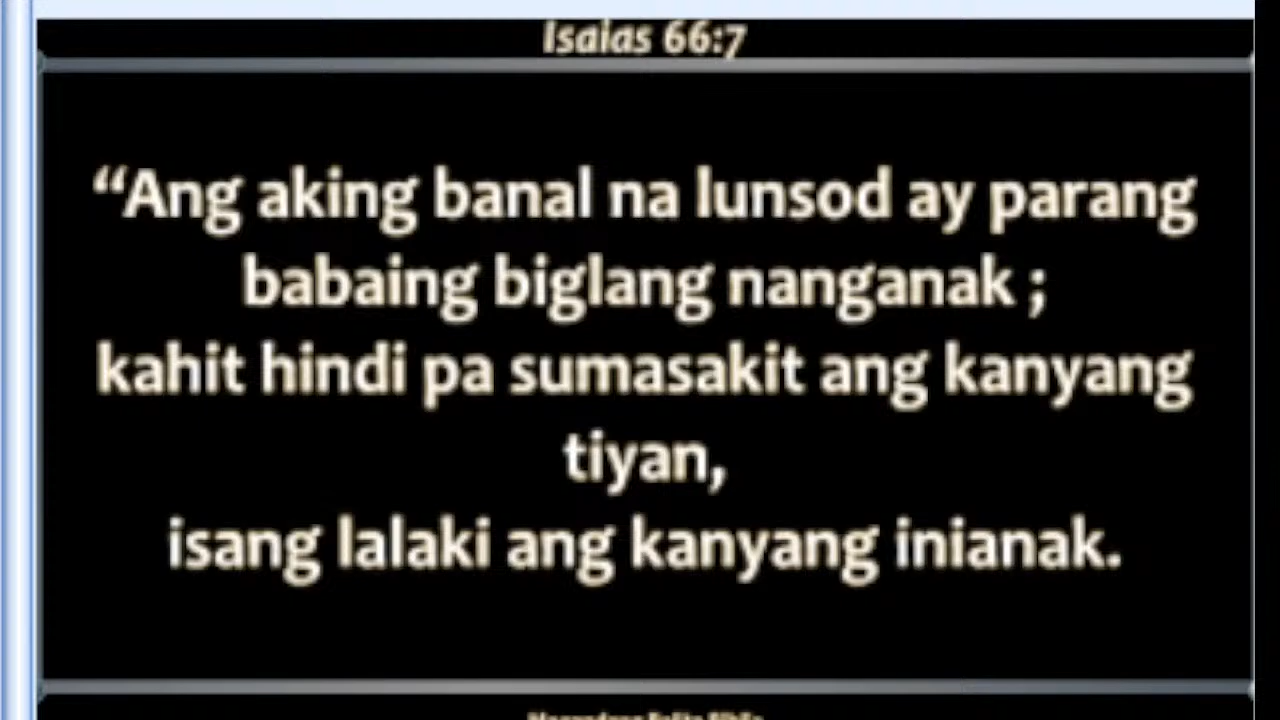 Isaias 66:7
“Ang aking banal na lunsod ay parang
babaing biglang nanganak ;
kahit hindi pa sumasakit ang kanyang
tiyan,
isang lalaki ang kanyang inianak.